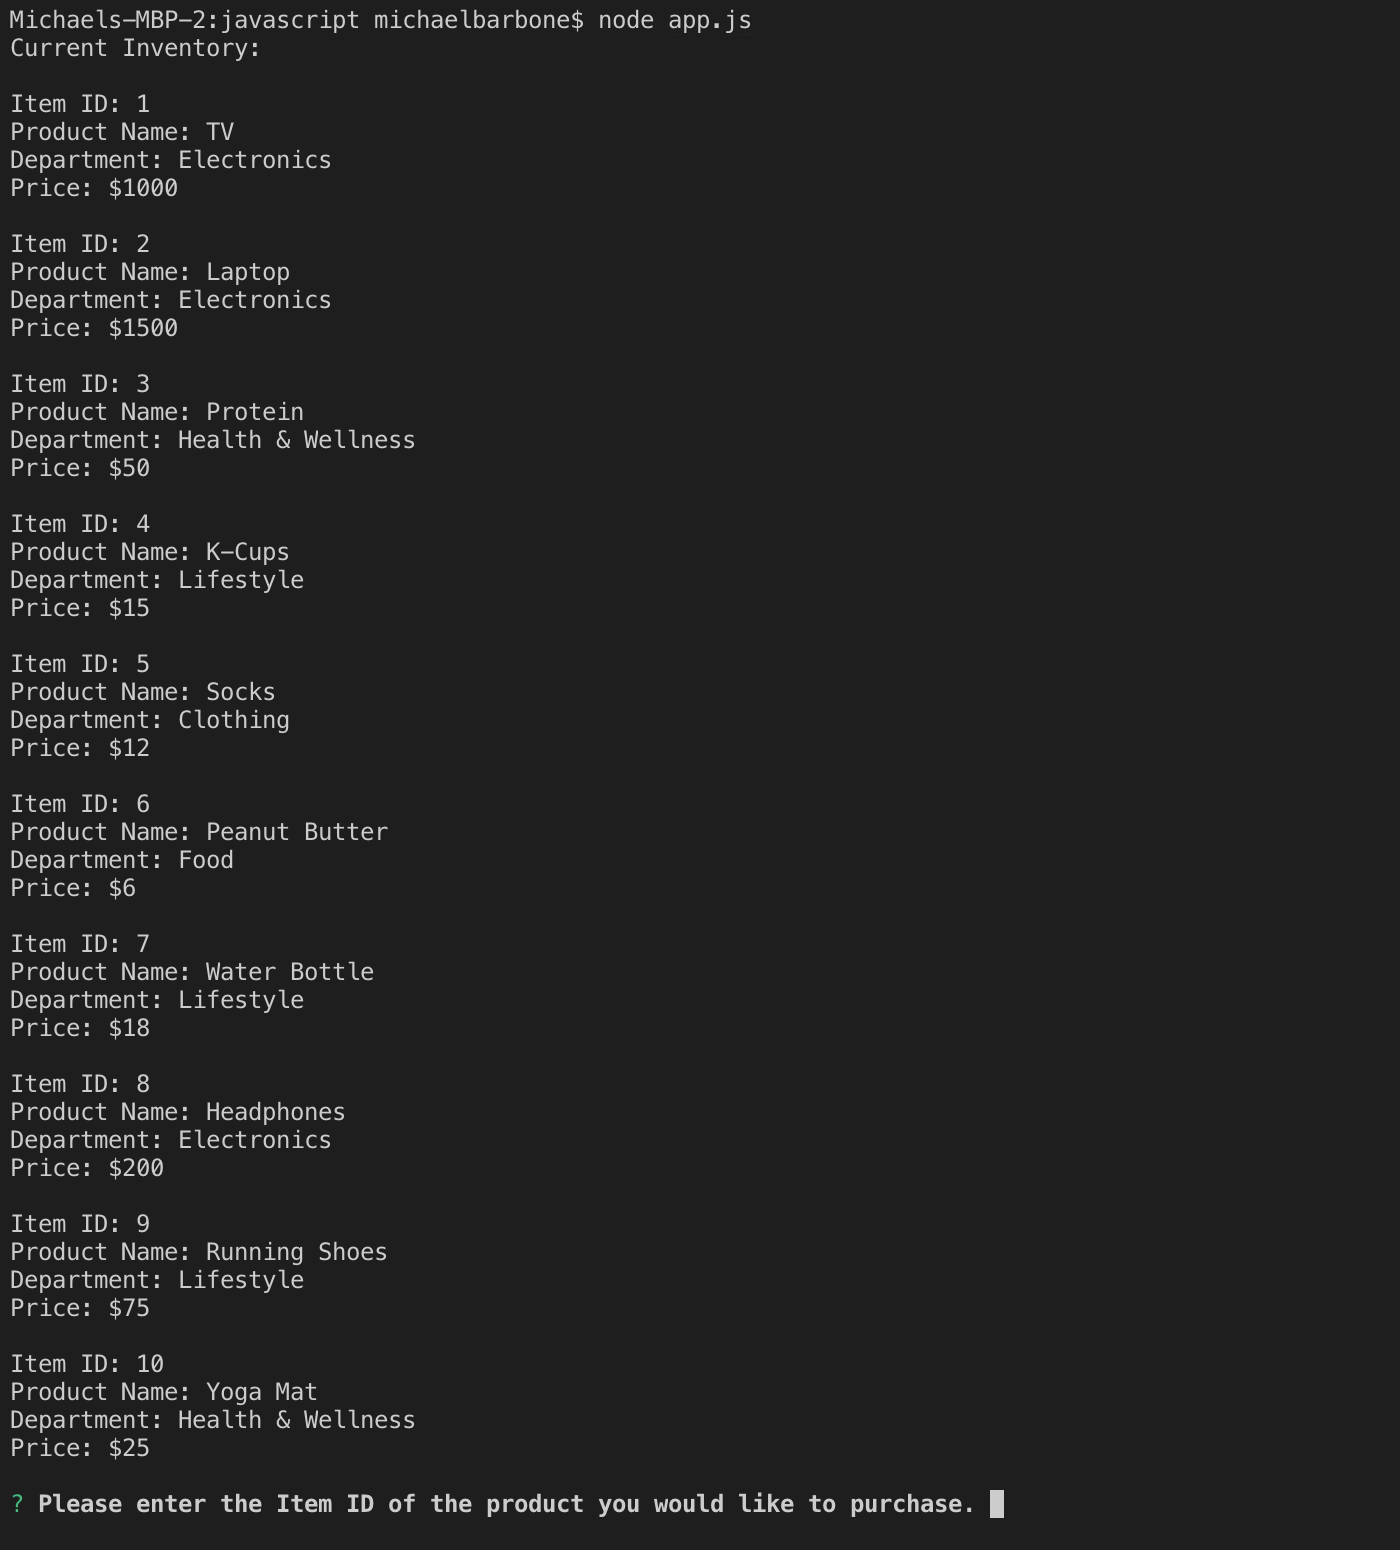 Michaels-MBP-2:javascript michaelbarbone$ node app.js
Current Inventory:

Item ID: 1
Product Name: TV
Department: Electronics
Price: $1000

Item ID: 2
Product Name: Laptop
Department: Electronics
Price: $1500

Item ID: 3
Product Name: Protein
Department: Health & Wellness
Price: $50

Item ID: 4
Product Name: K-Cups
Department: Lifestyle
Price: $15

Item ID: 5
Product Name: Socks
Department: Clothing
Price: $12

Item ID: 6
Product Name: Peanut Butter
Department: Food
Price: $6

Item ID: 7
Product Name: Water Bottle
Department: Lifestyle
Price: $18

Item ID: 8
Product Name: Headphones
Department: Electronics
Price: $200

Item ID: 9
Product Name: Running Shoes
Department: Lifestyle
Price: $75

Item ID: 10
Product Name: Yoga Mat
Department: Health & Wellness
Price: $25

? Please enter the Item ID of the product you would like to purchase.